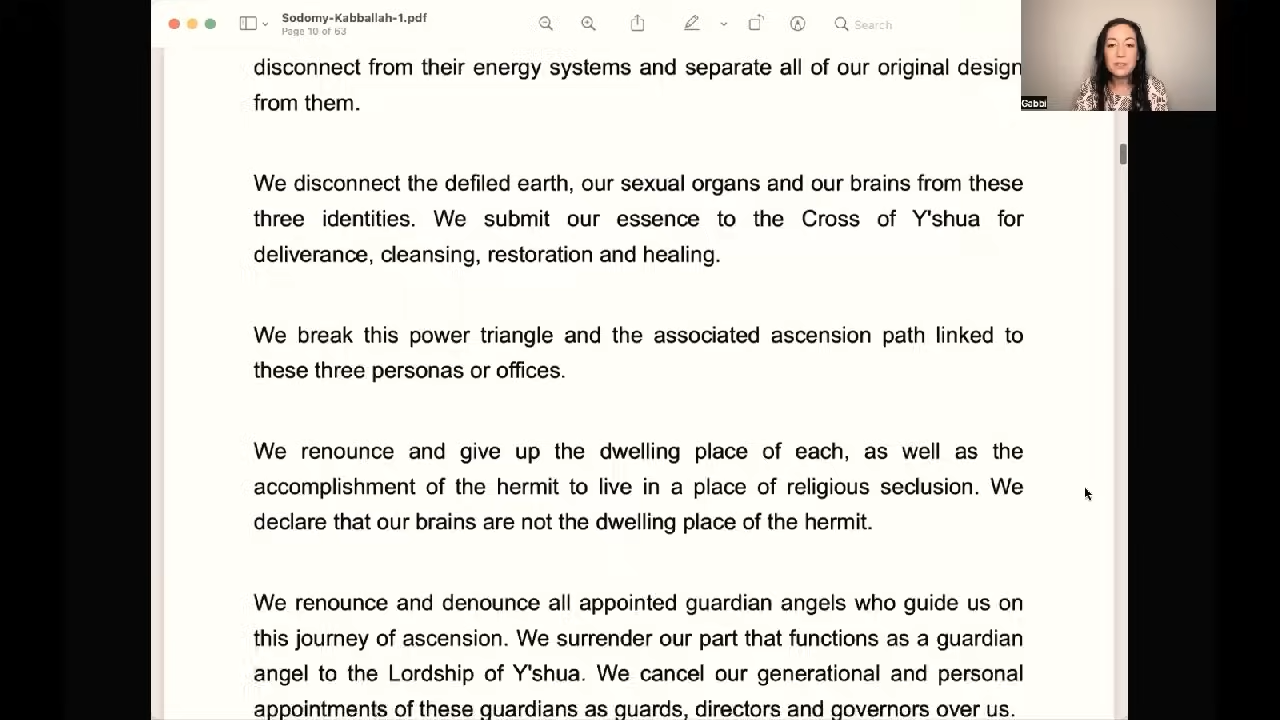 Sodomy-Kabballah-1.pdf
Page 10 of 63
Search
Gabbi
disconnect from their energy systems and separate all of our original design
from them.
We disconnect the defiled earth, our sexual organs and our brains from these
three identities. We submit our essence to the Cross of Y'shua for
deliverance, cleansing, restoration and healing.
We break this power triangle and the associated ascension path linked to
these three personas or offices.
We renounce and give up the dwelling place of each, as well as the
accomplishment of the hermit to live in a place of religious seclusion. We
declare that our brains are not the dwelling place of the hermit.
We renounce and denounce all appointed guardian angels who guide us on
this journey of ascension. We surrender our part that functions as a guardian
angel to the Lordship of Y'shua. We cancel our generational and personal
appointments of these guardians as guards, directors and governors over us.